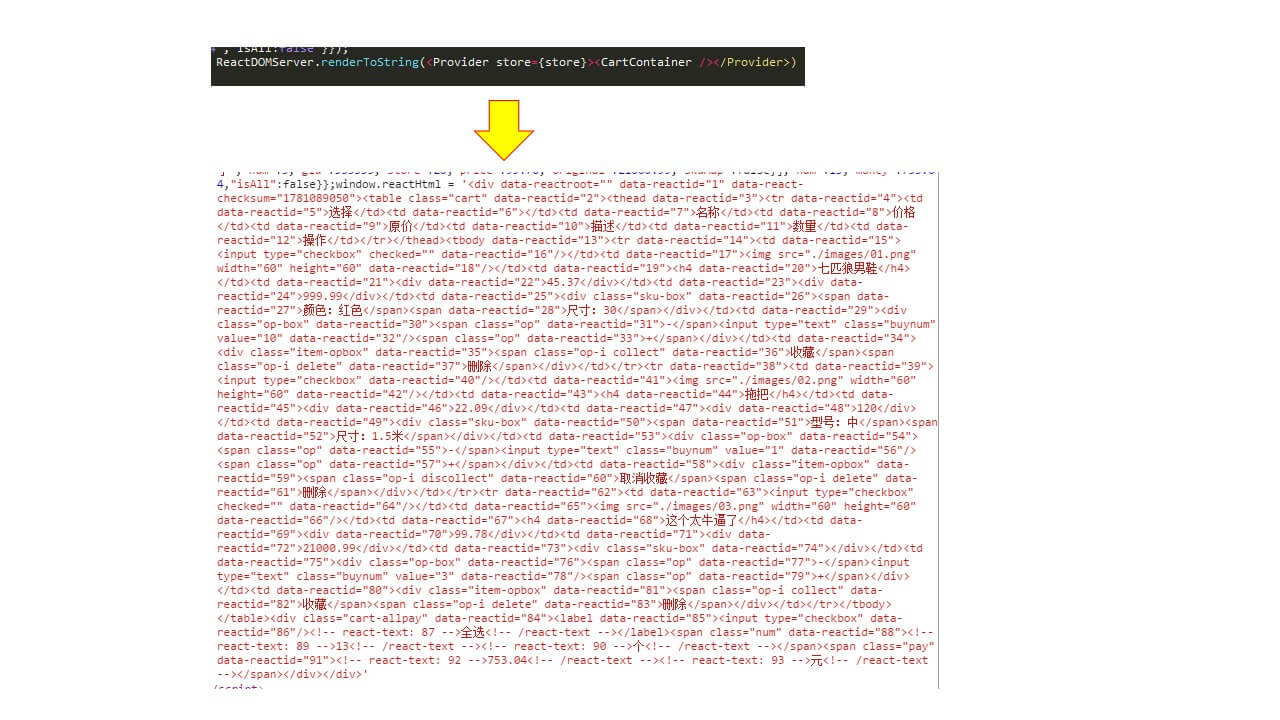 ", isAll:false }});
ReactDOMServer.renderToString(<Provider store={store}><CartContainer /></Provider>)
4,"isAll":false}};window.reactHtml = '<div data-reactroot="" data-reactid="1" data-react-
checksum="1781089050"><table class="cart" data-reactid="2"><thead data-reactid="3"><tr data-reactid="4"><td
data-reactid="5">选择</td><td data-reactid="6"></td><td data-reactid="7">名称</td><td data-reactid="8">价格
</td><td data-reactid="9">原价</td><td data-reactid="10">描述</td><td data-reactid="11">数量</td><td data-
reactid="12">操作</td></tr></thead><tbody data-reactid="13"><tr data-reactid="14"><td data-reactid="15">
<input type="checkbox" checked="" data-reactid="16"/></td><td data-reactid="17"><img src="./images/01.png"
width="60" height="60" data-reactid="18"/></td><td data-reactid="19"><h4 data-reactid="20">七匹狼男鞋</h4>
</td><td data-reactid="21"><div data-reactid="22">45.37</div></td><td data-reactid="23"><div data-
reactid="24">999.99</div></td><td data-reactid="25"><div class="sku-box" data-reactid="26"><span data-
reactid="27">颜色: 红色</span><span data-reactid="28">尺寸: 30</span></div></td><td data-reactid="29"><div
class="op-box" data-reactid="30"><span class="op" data-reactid="31">-</span><input type="text" class="buynum"
value="10" data-reactid="32"/><span class="op" data-reactid="33">+</span></div></td><td data-reactid="34">
<div class="item-opbox" data-reactid="35"><span class="op-i collect" data-reactid="36">收藏</span><span
class="op-i delete" data-reactid="37">删除</span></div></td></tr><tr data-reactid="38"><td data-reactid="39">
<input type="checkbox" data-reactid="40"/></td><td data-reactid="41"><img src="./images/02.png" width="60"
height="60" data-reactid="42"/></td><td data-reactid="43"><h4 data-reactid="44">拖把</h4></td><td data-
reactid="45"><div data-reactid="46">22.09</div></td><td data-reactid="47"><div data-reactid="48">120</div>
</td><td data-reactid="49"><div class="sku-box" data-reactid="50"><span data-reactid="51">型号: 中</span><span
data-reactid="52">尺寸: 1.5米</span></div></td><td data-reactid="53"><div class="op-box" data-reactid="54">
<span class="op" data-reactid="55">-</span><input type="text" class="buynum" value="1" data-reactid="56"/>
<span class="op" data-reactid="57">+</span></div></td><td data-reactid="58"><div class="item-opbox" data-
reactid="59"><span class="op-i discollect" data-reactid="60">取消收藏</span><span class="op-i delete" data-
reactid="61">删除</span></div></td></tr><tr data-reactid="62"><td data-reactid="63"><input type="checkbox"
checked="" data-reactid="64"/></td><td data-reactid="65"><img src="./images/03.png" width="60" height="60"
data-reactid="66"/></td><td data-reactid="67"><h4 data-reactid="68">这个太牛逼了</h4></td><td data-
reactid="69"><div data-reactid="70">99.78</div></td><td data-reactid="71"><div data-
reactid="72">21000.99</div></td><td data-reactid="73"><div class="sku-box" data-reactid="74"></div></td><td
data-reactid="75"><div class="op-box" data-reactid="76"><span class="op" data-reactid="77">-</span><input
type="text" class="buynum" value="3" data-reactid="78"/><span class="op" data-reactid="79">+</span></div>
</td><td data-reactid="80"><div class="item-opbox" data-reactid="81"><span class="op-i collect" data-
reactid="82">收藏</span><span class="op-i delete" data-reactid="83">删除</span></div></td></tr></tbody>
</table><div class="cart-allpay" data-reactid="84"><label data-reactid="85"><input type="checkbox" data-
reactid="86"/><!-- react-text: 87 -->全选<!-- /react-text --></label><span class="num" data-reactid="88"><!--
react-text: 89 -->13<!-- /react-text --><!-- react-text: 90 -->个<!-- /react-text --></span><span class="pay"
data-reactid="91"><!-- react-text: 92 -->753.04<!-- /react-text --><!-- react-text: 93 -->元<!-- /react-text
--></span></div></div>'